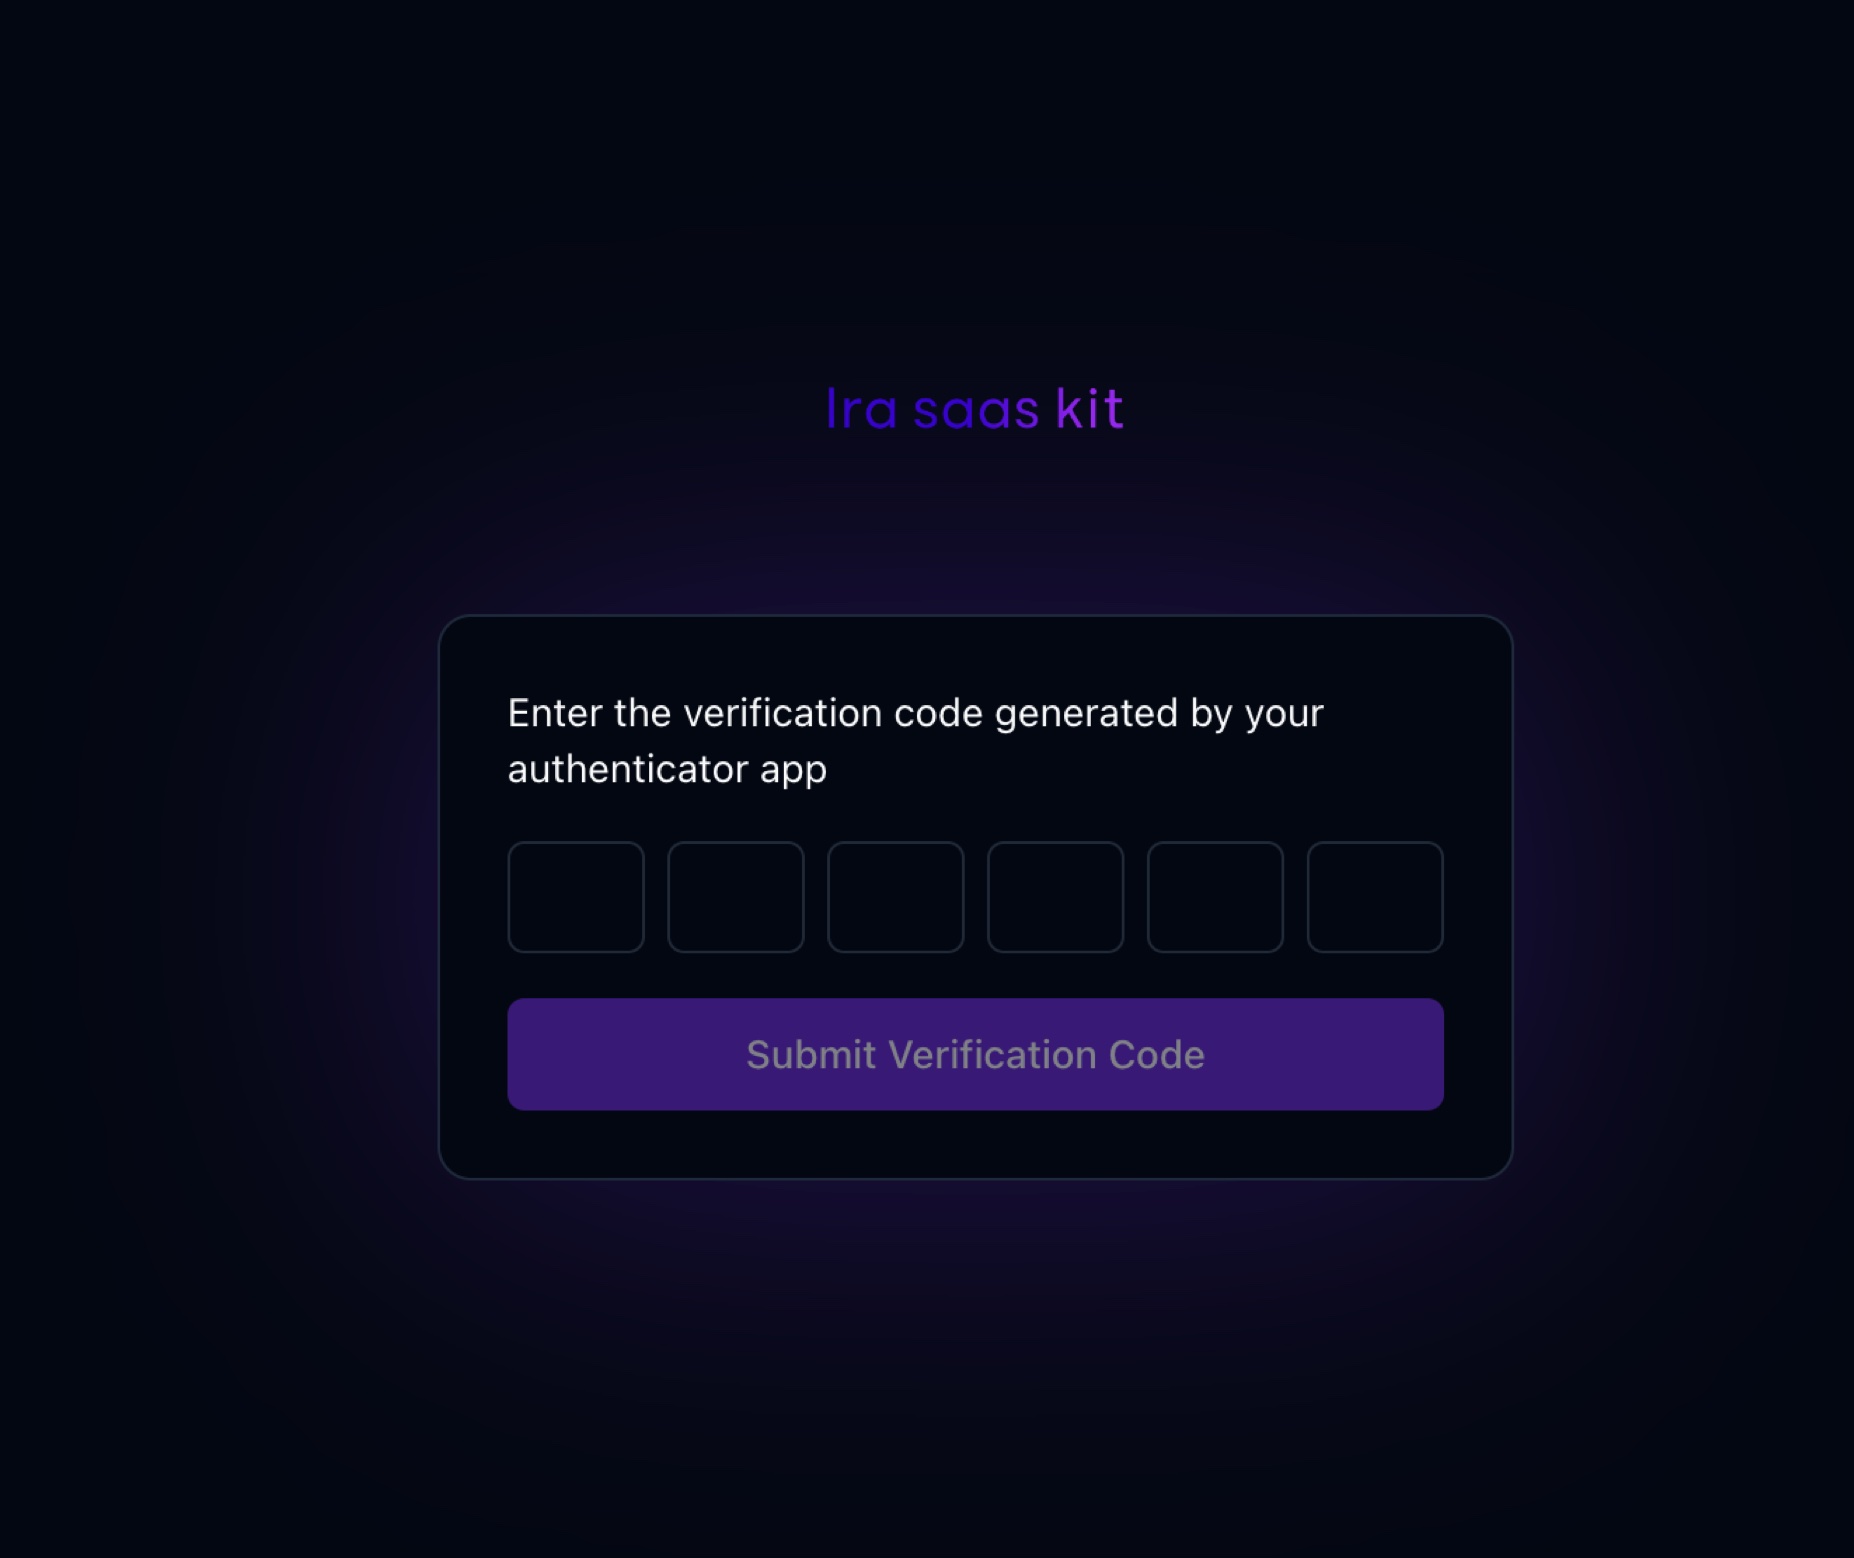 Ira saas kit
Enter the verification code generated by your
authenticator app
Submit Verification Code